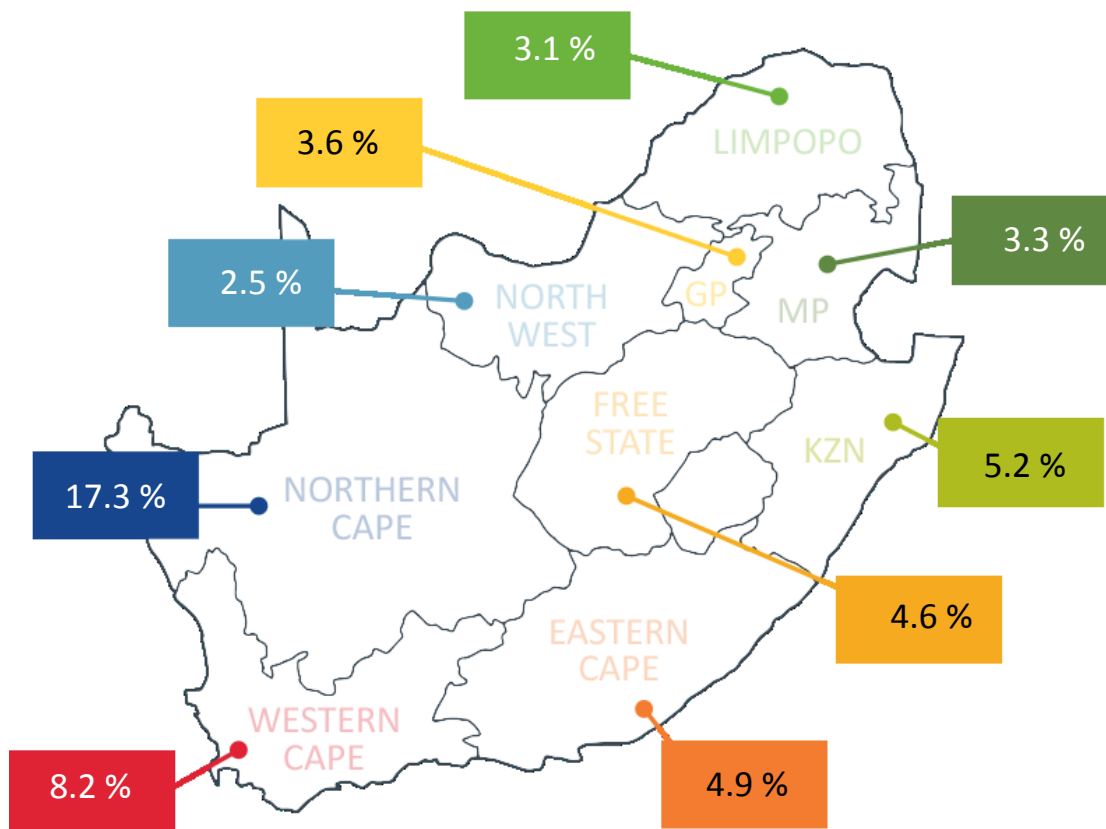 3.1 %
LIMPOPO
3.6 %
3.3 %
2.5 %
NORTH
WEST
GP
MP
FREE
STATE
KZN
5.2 %
17.3 %
NORTHERN
CAPE
4.6 %
EASTERN
CAPE
WESTERN
CAPE
8.2 %
4.9 %